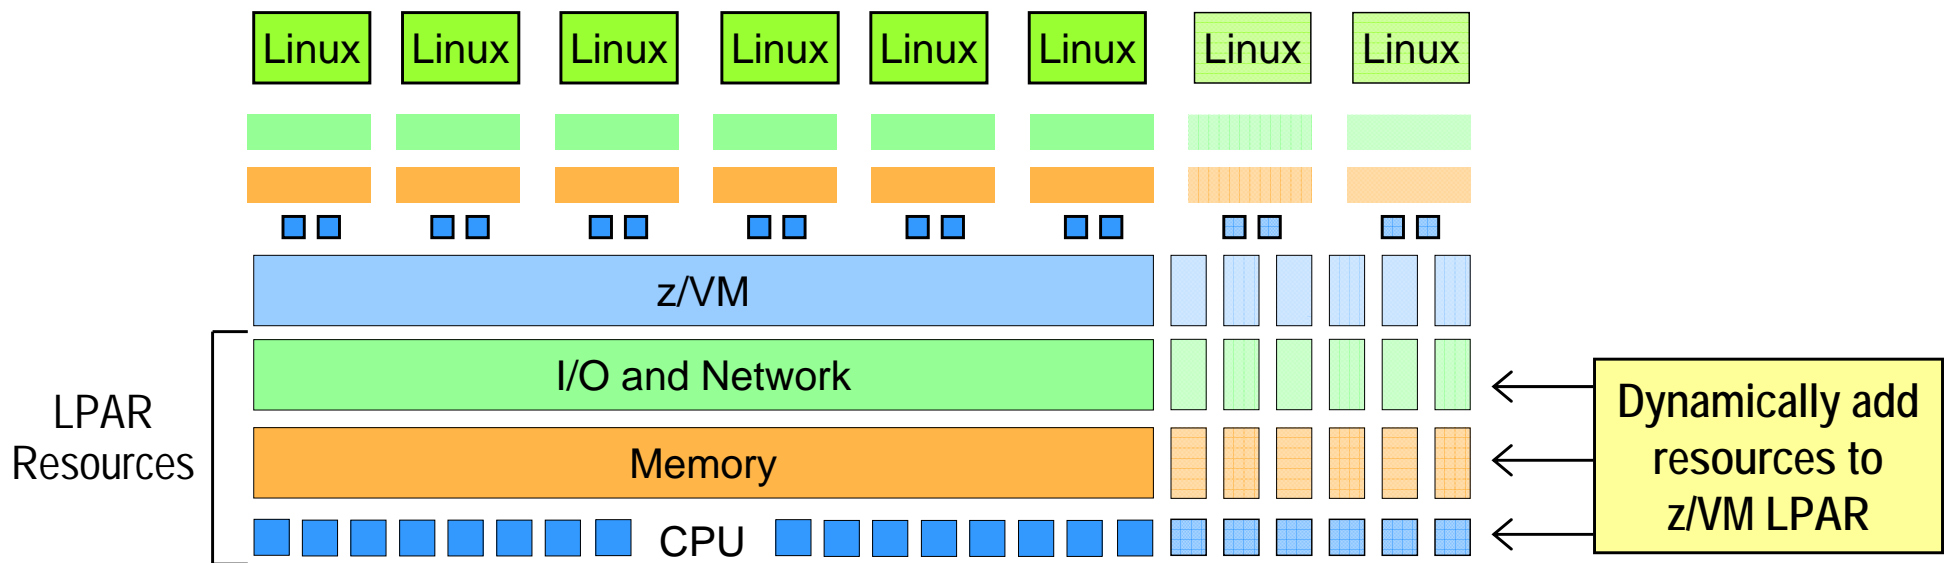 Linux Linux Linux Linux Linux Linux Linux Linux
z/VM
I/O and Network
Memory
CPU
LPAR
Resources
Dynamically add
resources to
z/VM LPAR